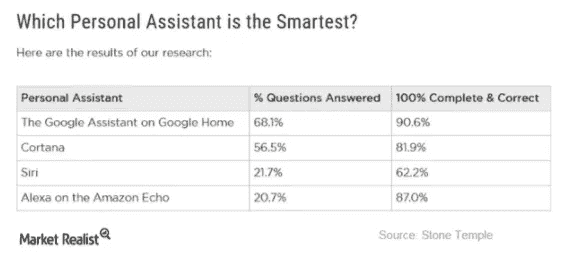 Which Personal Assistant is the Smartest?
Here are the results of our research:
Personal Assistant % Questions Answered 100% Complete & Correct
The Google Assistant on Google Home 68.1% 90.6%
Cortana 56.5% 81.9%
Siri 21.7% 62.2%
Alexa on the Amazon Echo 20.7% 87.0%
Market Realist Source: Stone Temple